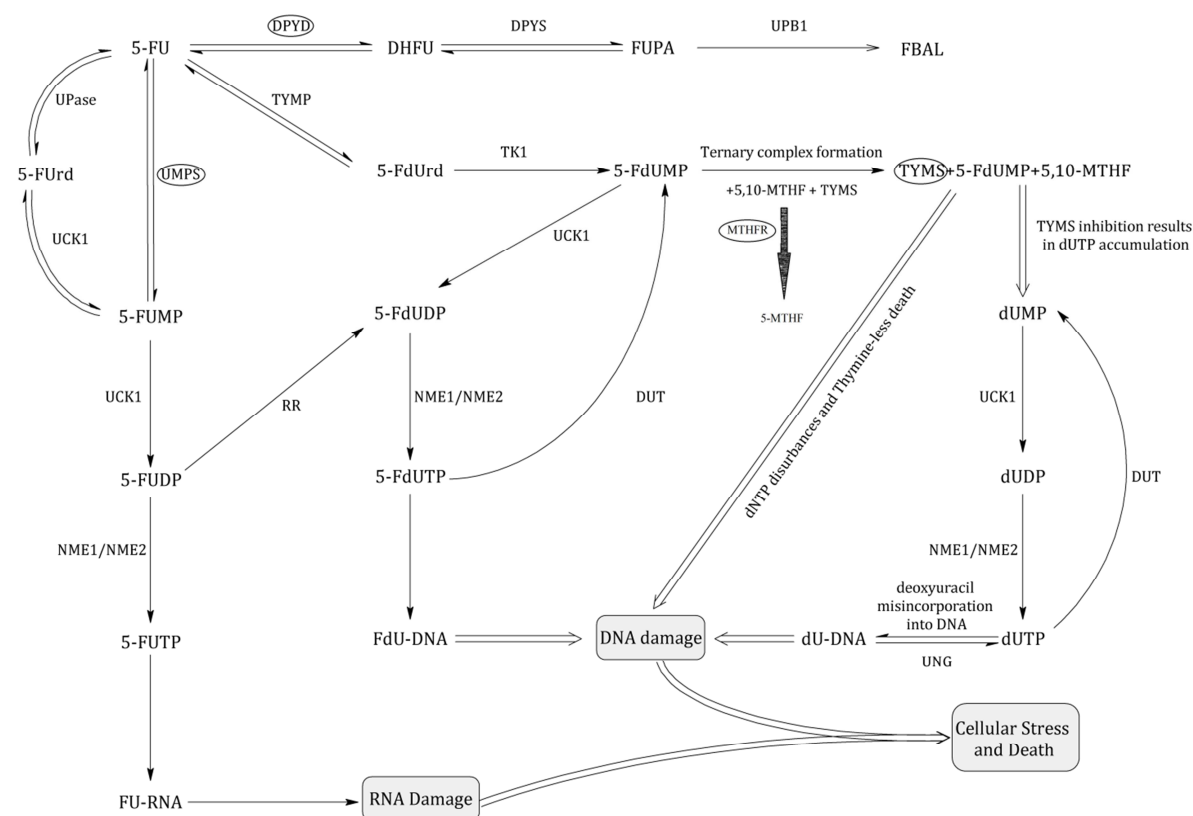 DPYD
DPYS
UPB1
5-FU
DHFU
FUPA
FBAL
UPase
TYMP
TK1
Ternary complex formation
5-FUrd
UMPS
5-FdUrd
5-FdUMP
TYMS+5-FdUMP+5,10-MTHF
+5,10-MTHF + TYMS
UCK1
UCK1
MTHFR
TYMS inhibition results
in dUTP accumulation
5-FUMP
5-FdUDP
5-MTHF
dUMP
dNTP disurbances and Thymine-less death
UCK1
RR
NME1/NME2
DUT
UCK1
5-FUDP
5-FdUTP
dUDP
DUT
NME1/NME2
NME1/NME2
deoxyuracil
misincorporation
into DNA
5-FUTP
FdU-DNA
DNA damage
dU-DNA
dUTP
UNG
Cellular Stress
and Death
FU-RNA
RNA Damage